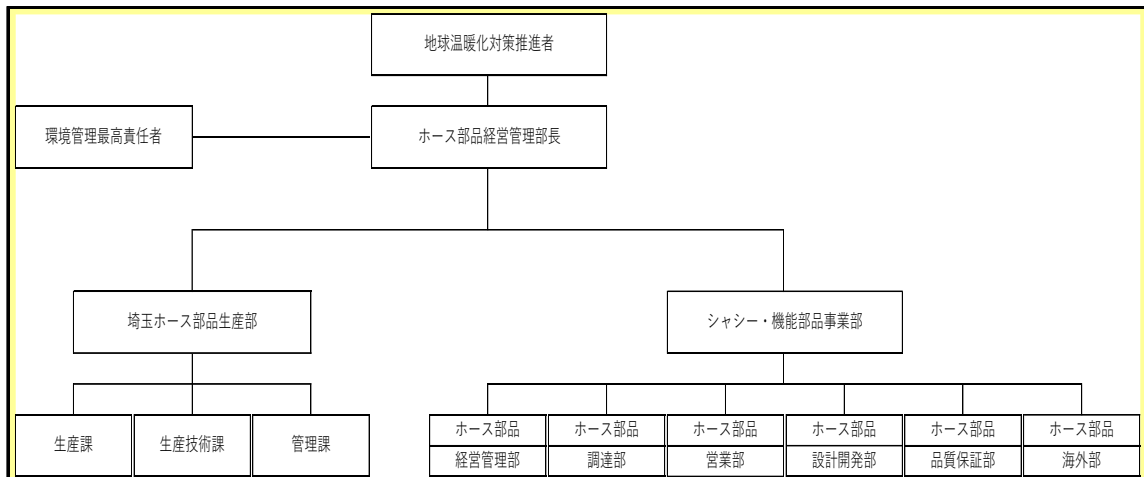 地球温暖化対策推進者
環境管理最高責任者
ホース部品経営管理部長
埼玉ホース部品生産部
シャシー・機能部品事業部
生産課
生産技術課
管理課
ホース部品
経営管理部
ホース部品
調達部
ホース部品
営業部
ホース部品
設計開発部
ホース部品
品質保証部
ホース部品
海外部